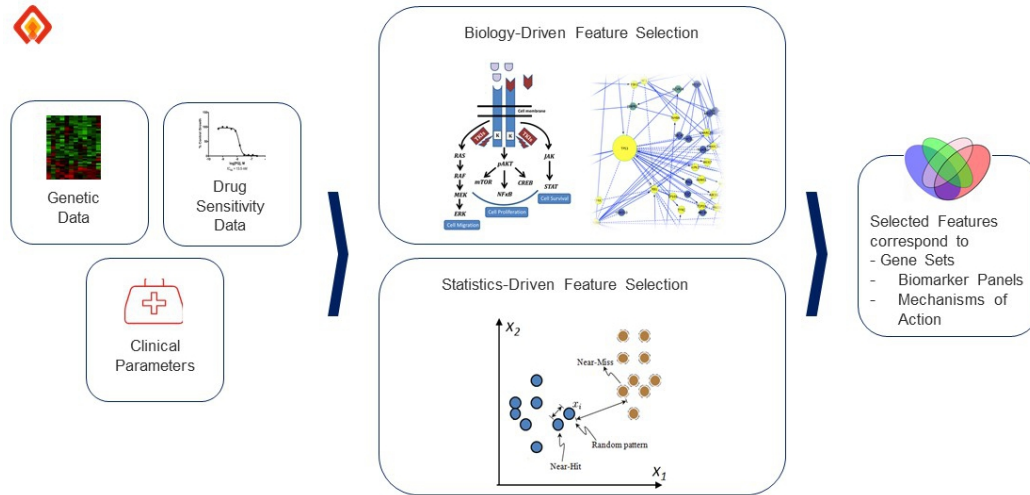 Biology-Driven Feature Selection
Genetic
Data
Drug
Sensitivity
Data
Clinical
Parameters
Cell membrane
TKIs
TKIs
K
K
RAS
pAKT
JAK
RAF
mTOR
CREB
MEK
NFκB
STAT
ERK
Cell Proliferation
Cell Survival
Cell Migration
Statistics-Driven Feature Selection
X2
Near-Miss
xi
Random pattern
Near-Hit
X1
Selected Features
correspond to
- Gene Sets
- Biomarker Panels
- Mechanisms of
Action